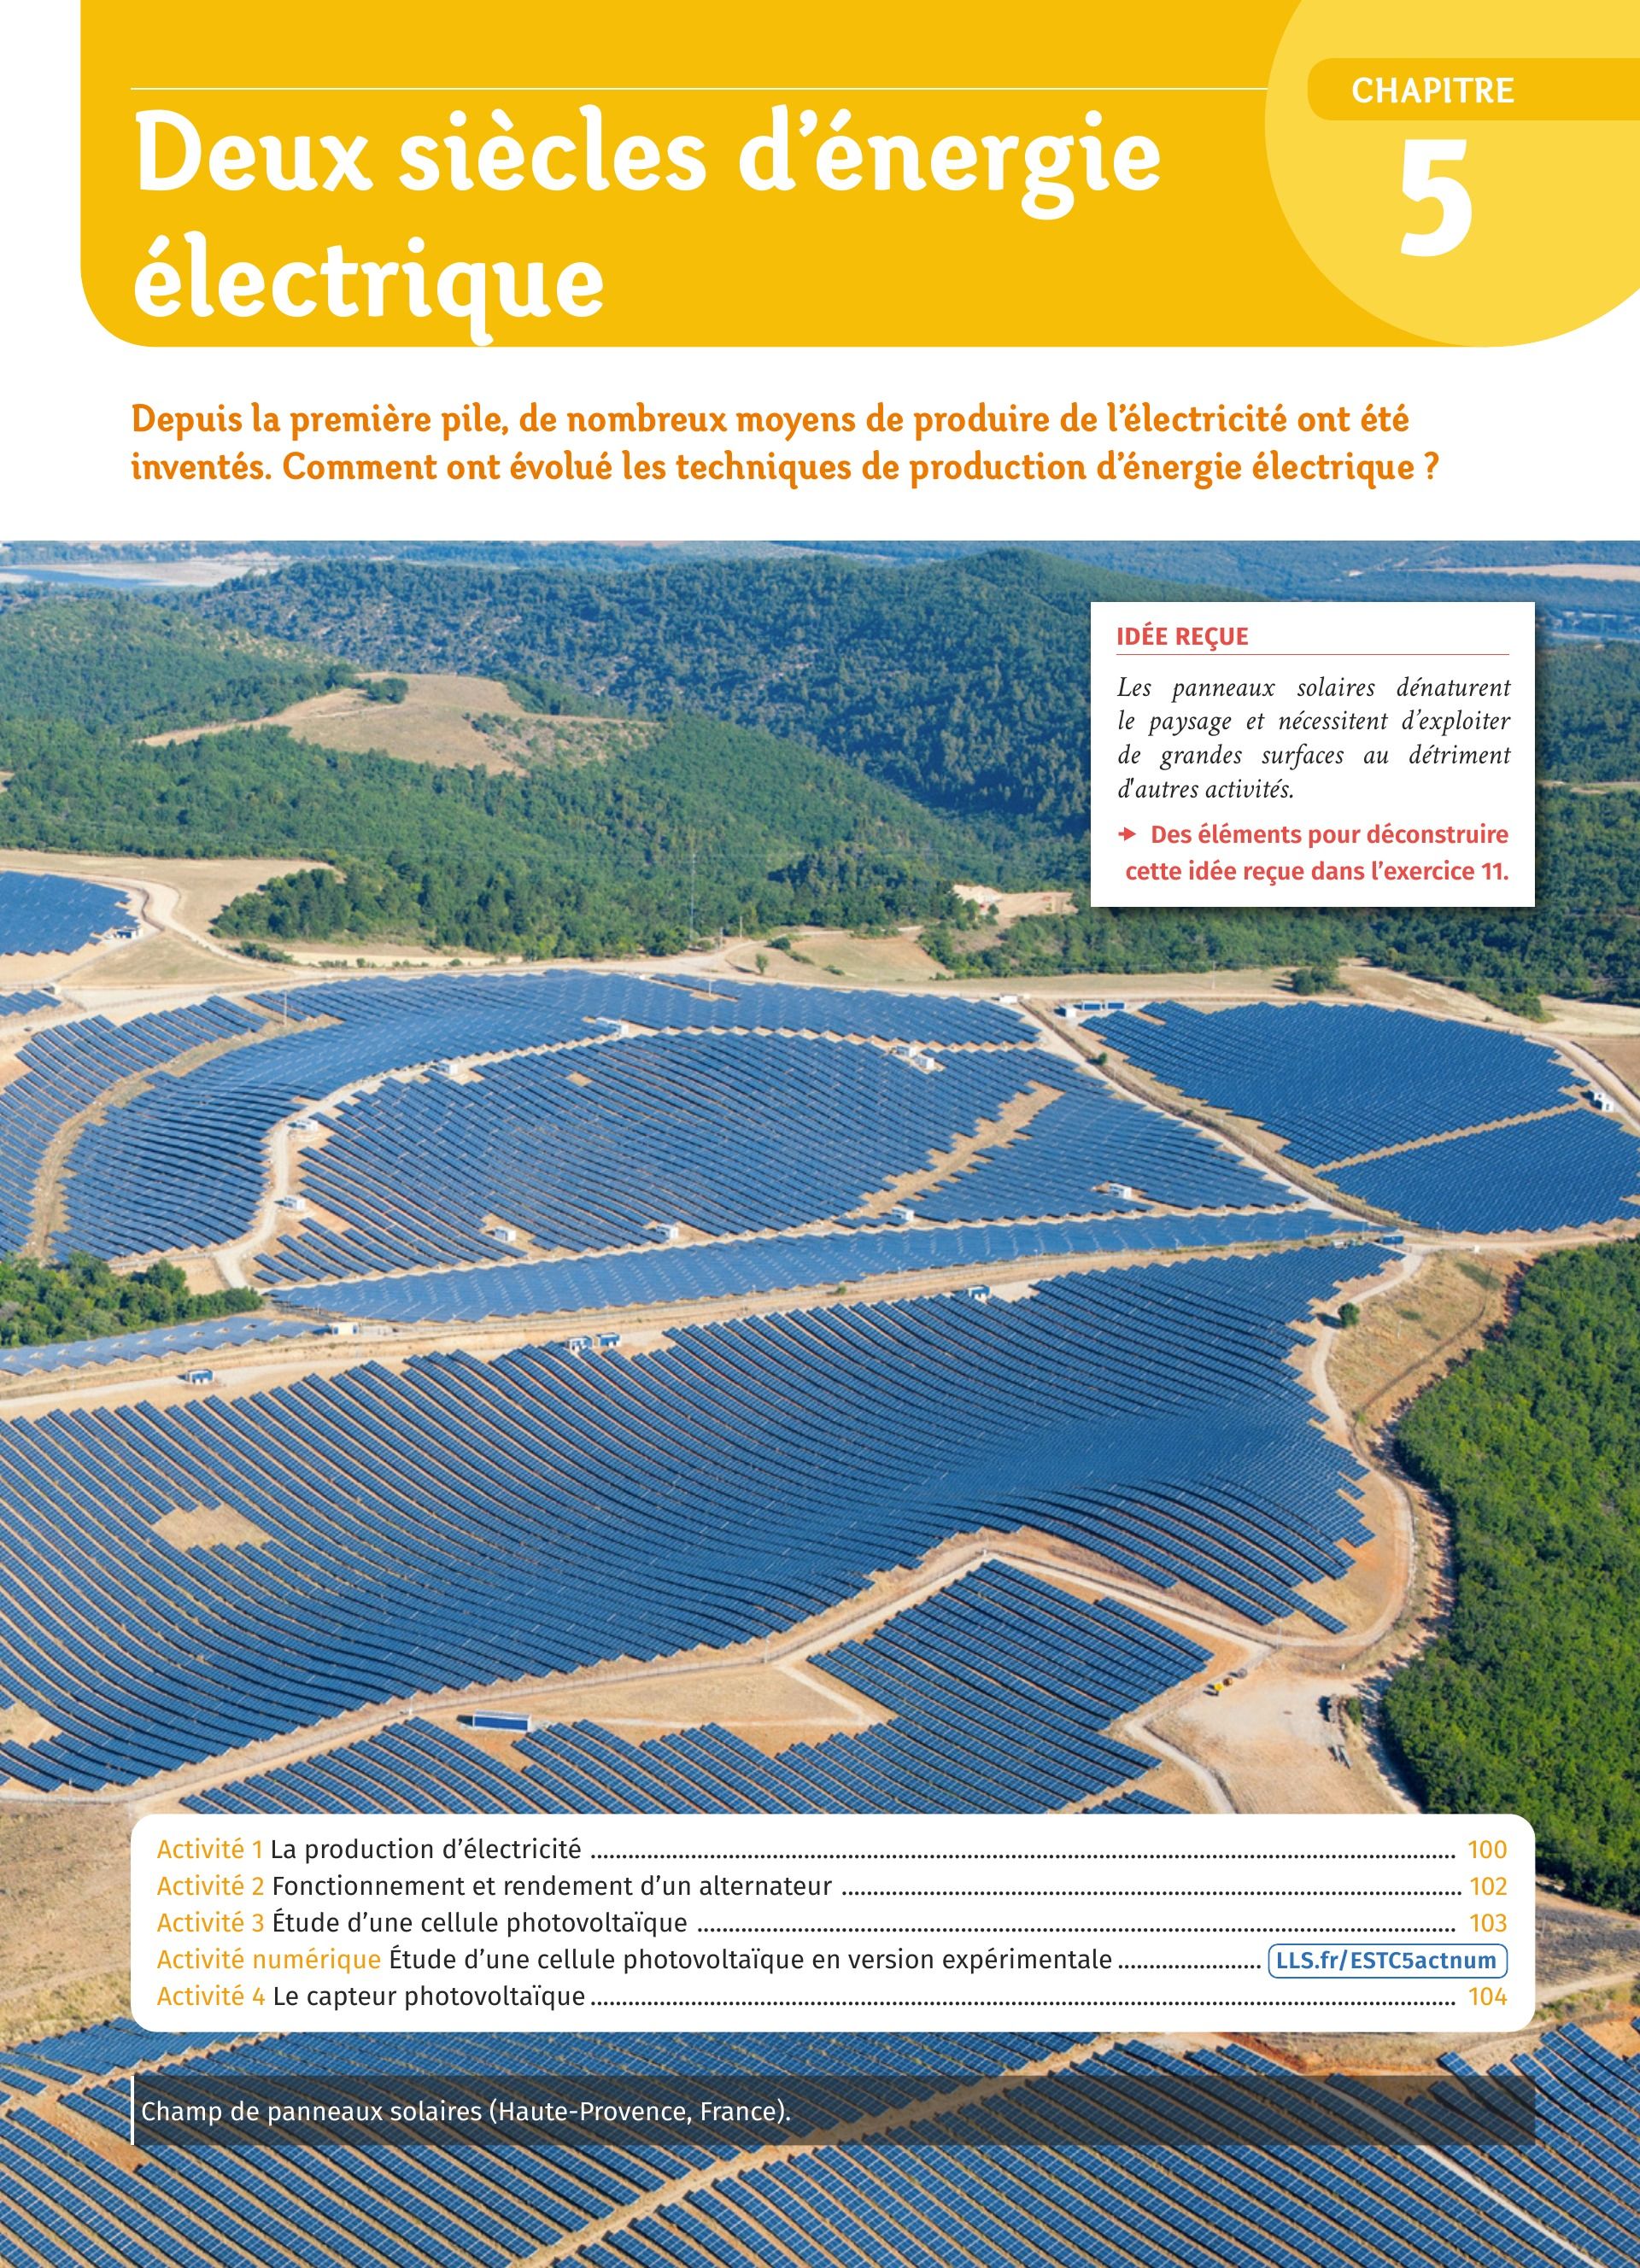 CHAPITRE
5
Deux siècles d’énergie
électrique
Depuis la première pile, de nombreux moyens de produire de l’électricité ont été
inventés. Comment ont évolué les techniques de production d’énergie électrique ?
IDÉE REÇUE
Les panneaux solaires dénaturent
le paysage et nécessitent d’exploiter
de grandes surfaces au détriment
d'autres activités.
→ Des éléments pour déconstruire
cette idée reçue dans l’exercice 11.
Activité 1 La production d’électricité ........ 100
Activité 2 Fonctionnement et rendement d’un alternateur ........ 102
Activité 3 Étude d’une cellule photovoltaïque ........ 103
Activité numérique Étude d’une cellule photovoltaïque en version expérimentale ........ LLS.fr/ESTC5actnum
Activité 4 Le capteur photovoltaïque ........ 104
Champ de panneaux solaires (Haute-Provence, France).